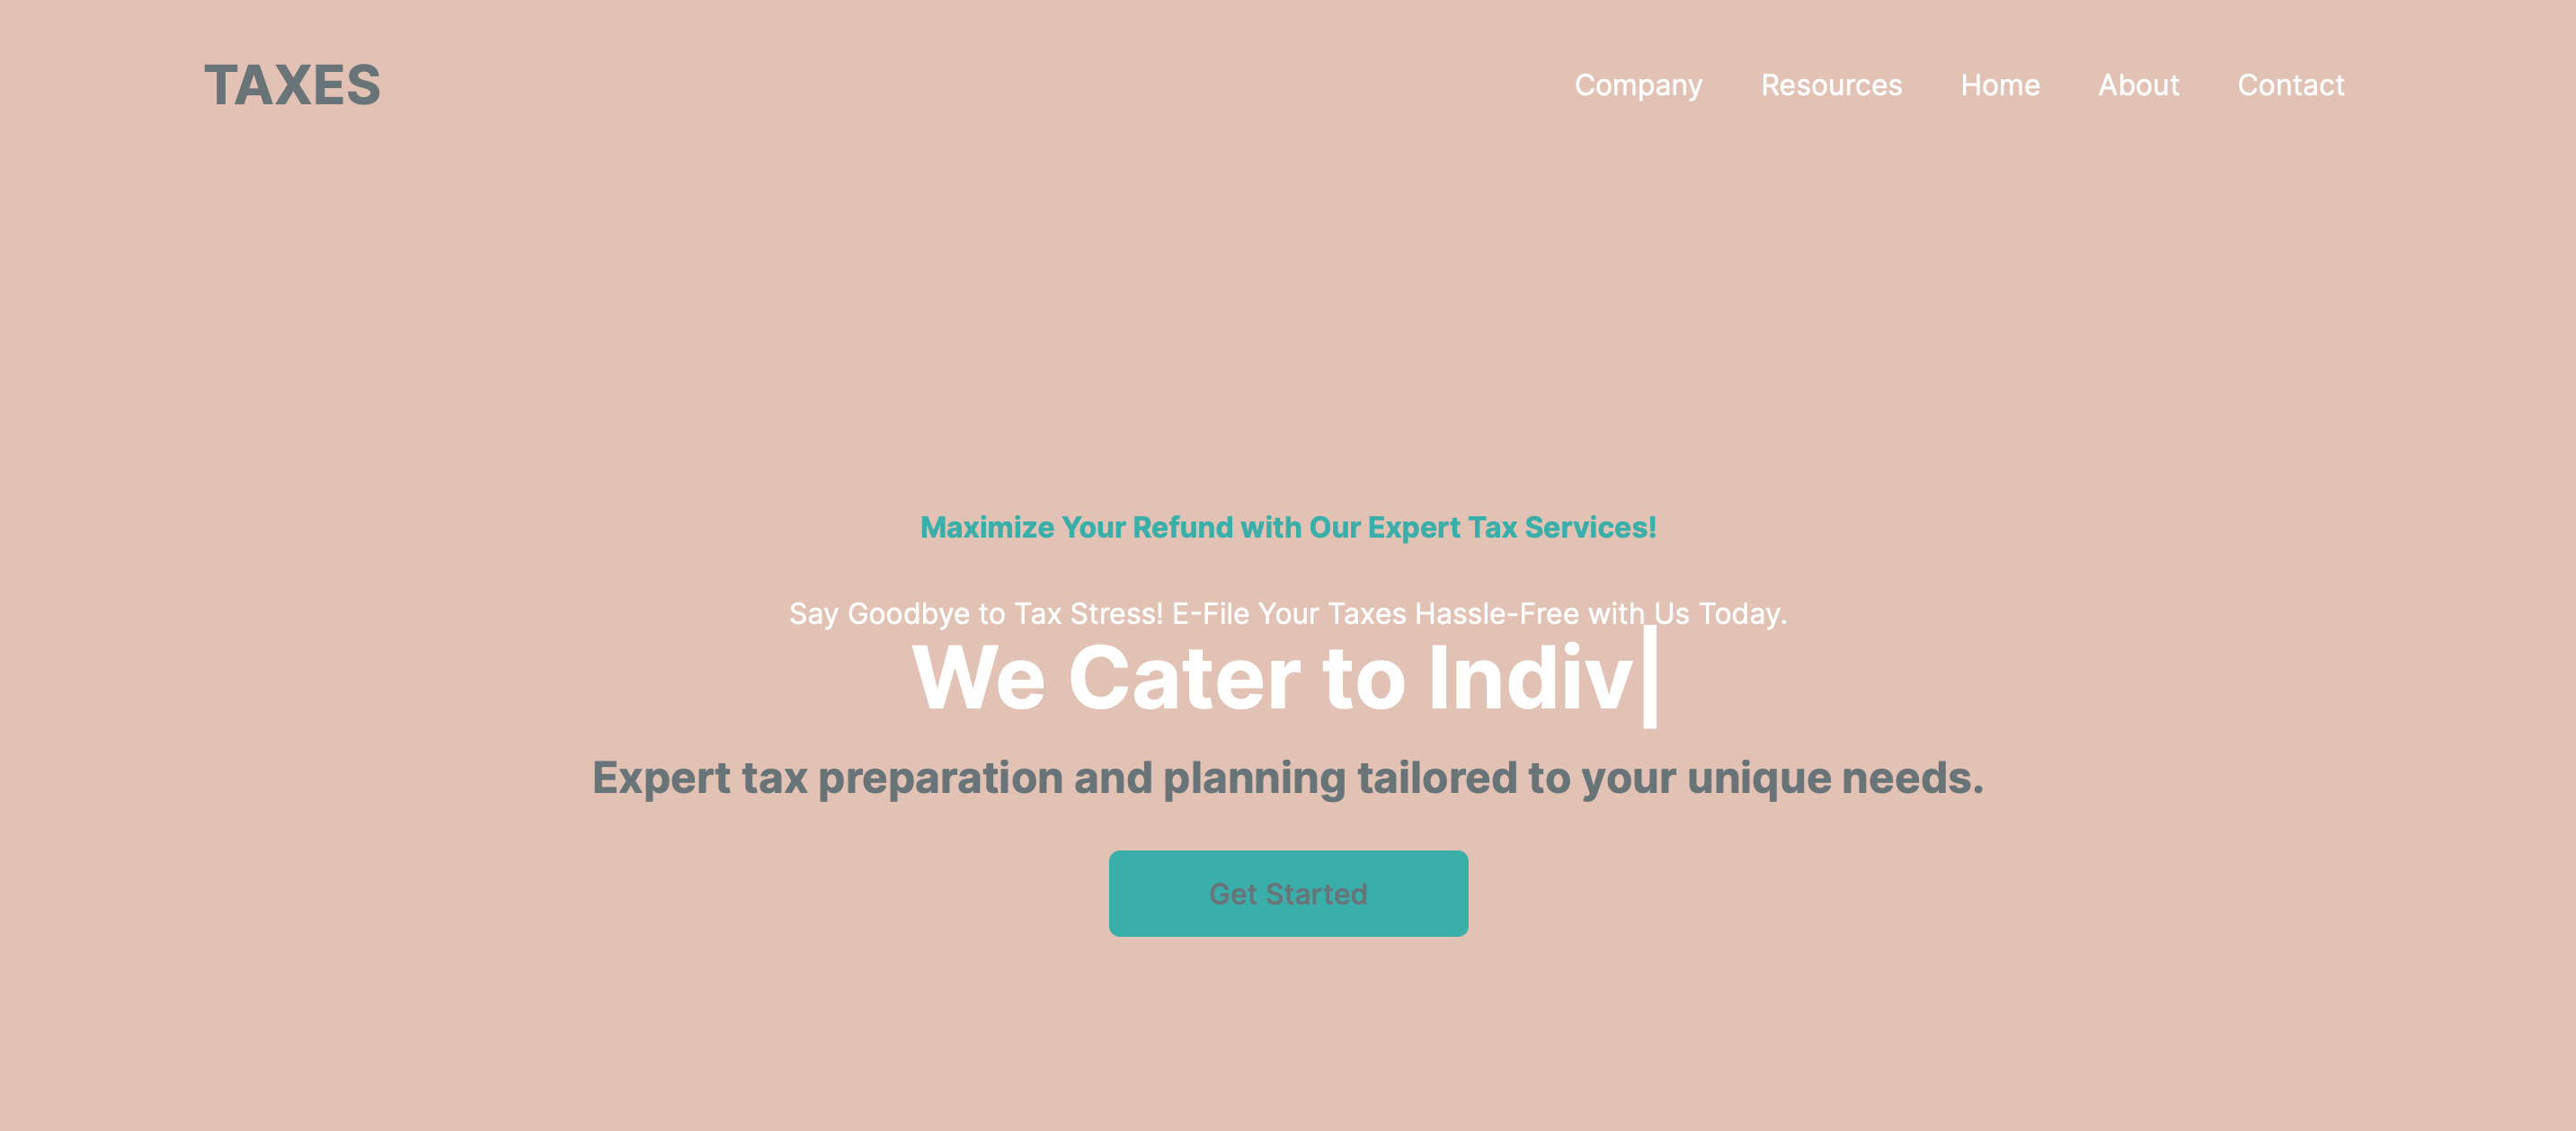 TAXES
Company Resources Home About Contact
Maximize Your Refund with Our Expert Tax Services!
Say Goodbye to Tax Stress! E-File Your Taxes Hassle-Free with Us Today.
We Cater to Indiv
Expert tax preparation and planning tailored to your unique needs.
Get Started